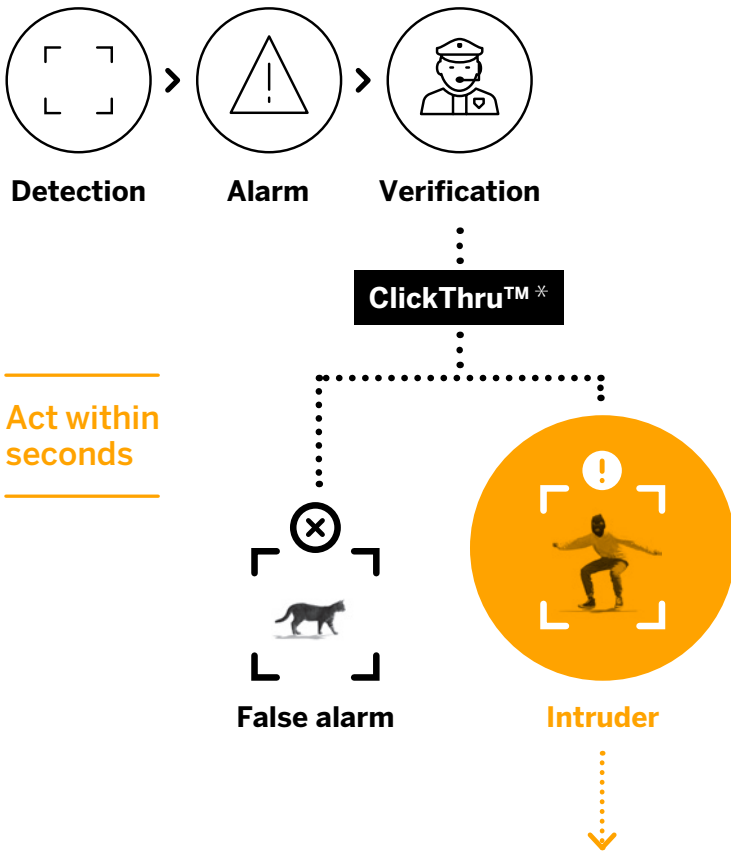 Detection
Alarm
Verification
ClickThru™ *
Act within
seconds
False alarm
Intruder